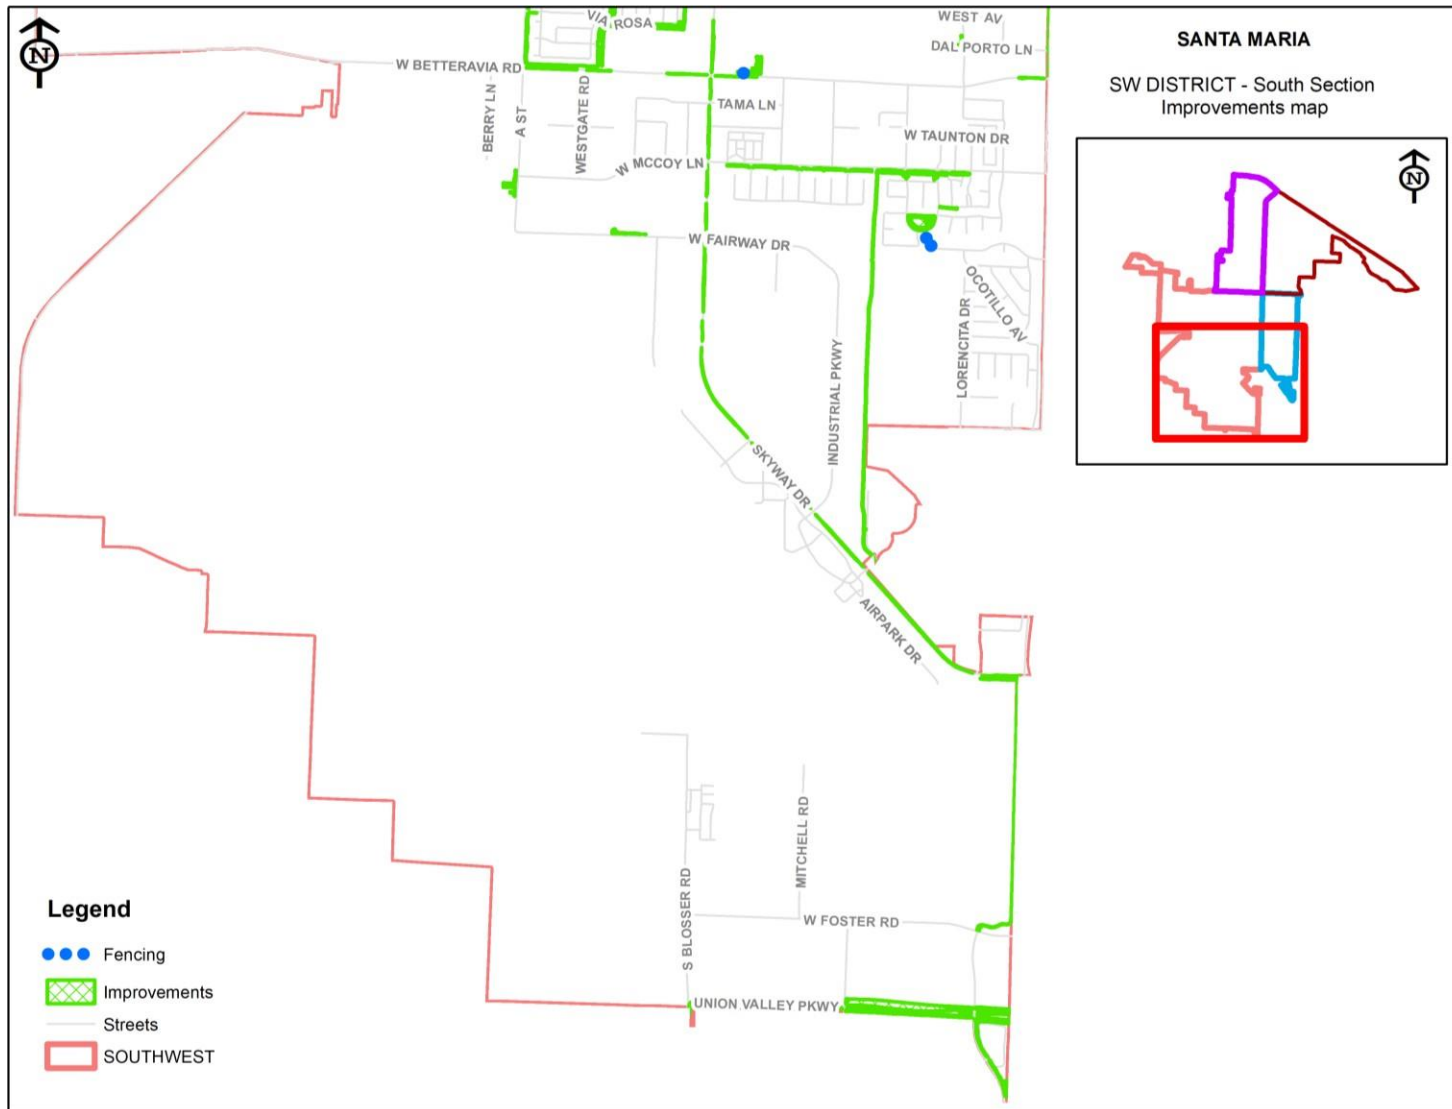 N
SANTA MARIA
SW DISTRICT - South Section
Improvements map
N
VIA ROSA
WEST AV
DAL PORTO LN
W BETTERAVIA RD
BERRY LN
A ST
WESTGATE RD
TAMA LN
W TAUNTON DR
W MCCOY LN
W FAIRWAY DR
OCOTILLO AV
LORENCITA DR
INDUSTRIAL PKWY
SKYWAY DR
AIRPARK DR
MITCHELL RD
S BLOSSER RD
W FOSTER RD
UNION VALLEY PKWY
Legend
Fencing
Improvements
Streets
SOUTHWEST